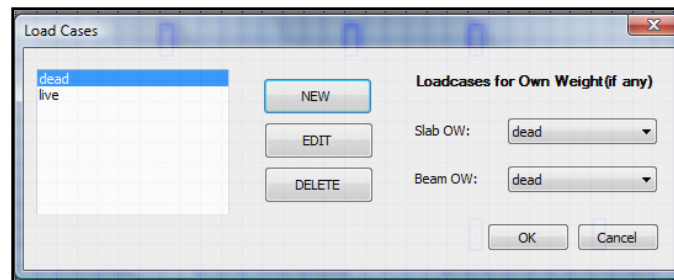 Load Cases
dead
live
NEW
EDIT
DELETE
Loadcases for Own Weight(if any)
Slab OW:
dead
Beam OW:
dead
OK
Cancel